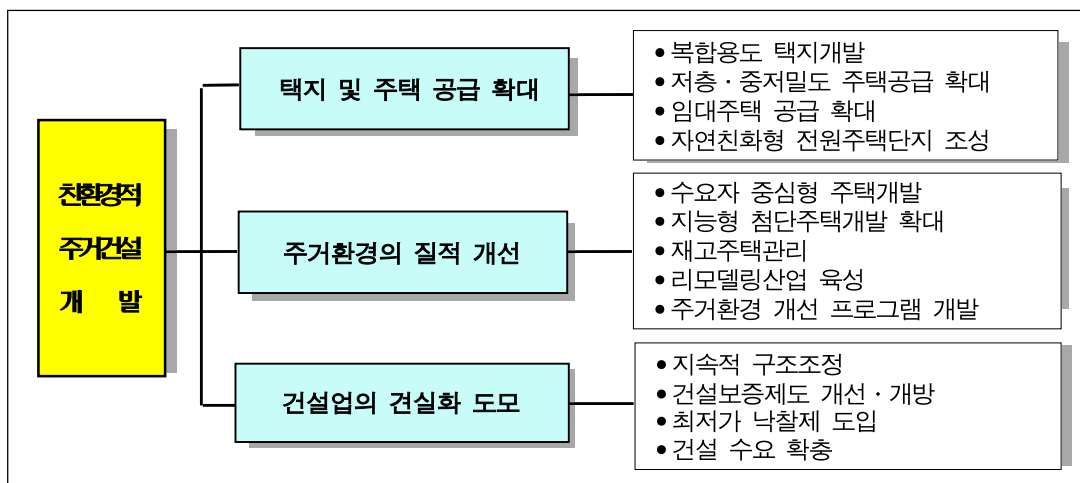 친환경적
주거건설
개 발
택지 및 주택 공급 확대
• 복합용도 택지개발
• 저층 · 중저밀도 주택공급 확대
• 임대주택 공급 확대
• 자연친화형 전원주택단지 조성
주거환경의 질적 개선
• 수요자 중심형 주택개발
• 지능형 첨단주택개발 확대
• 재고주택관리
• 리모델링산업 육성
• 주거환경 개선 프로그램 개발
건설업의 견실화 도모
• 지속적 구조조정
• 건설보증제도 개선 · 개방
• 최저가 낙찰제 도입
• 건설 수요 확충